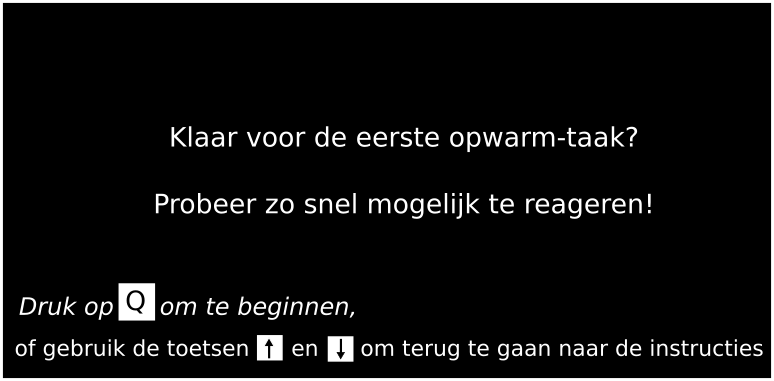 Klaar voor de eerste opwarm-taak?
Probeer zo snel mogelijk te reageren!
Druk op Q om te beginnen,
of gebruik de toetsen ↑ en ↓ om terug te gaan naar de instructies